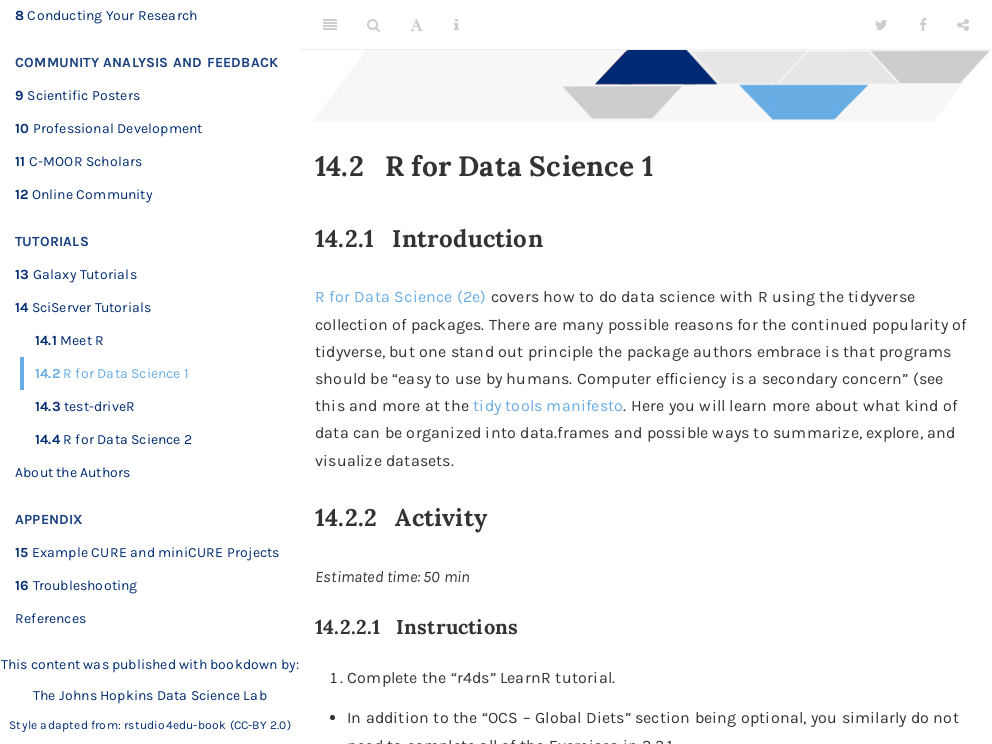 8 Conducting Your Research
COMMUNITY ANALYSIS AND FEEDBACK
9 Scientific Posters
10 Professional Development
11 C-MOOR Scholars
12 Online Community
TUTORIALS
13 Galaxy Tutorials
14 SciServer Tutorials
14.1 Meet R
14.2 R for Data Science 1
14.3 test-driveR
14.4 R for Data Science 2
About the Authors
APPENDIX
15 Example CURE and miniCURE Projects
16 Troubleshooting
References
This content was published with bookdown by:
The Johns Hopkins Data Science Lab
Style adapted from: rstudio4edu-book (CC-BY 2.0)
14.2 R for Data Science 1
14.2.1 Introduction
R for Data Science (2e) covers how to do data science with R using the tidyverse
collection of packages. There are many possible reasons for the continued popularity of
tidyverse, but one stand out principle the package authors embrace is that programs
should be “easy to use by humans. Computer efficiency is a secondary concern” (see
this and more at the tidy tools manifesto. Here you will learn more about what kind of
data can be organized into data.frames and possible ways to summarize, explore, and
visualize datasets.
14.2.2 Activity
Estimated time: 50 min
14.2.2.1 Instructions
1. Complete the “r4ds” LearnR tutorial.
• In addition to the “OCS – Global Diets” section being optional, you similarly do not
need to complete all of the Exercises in 2.2.1